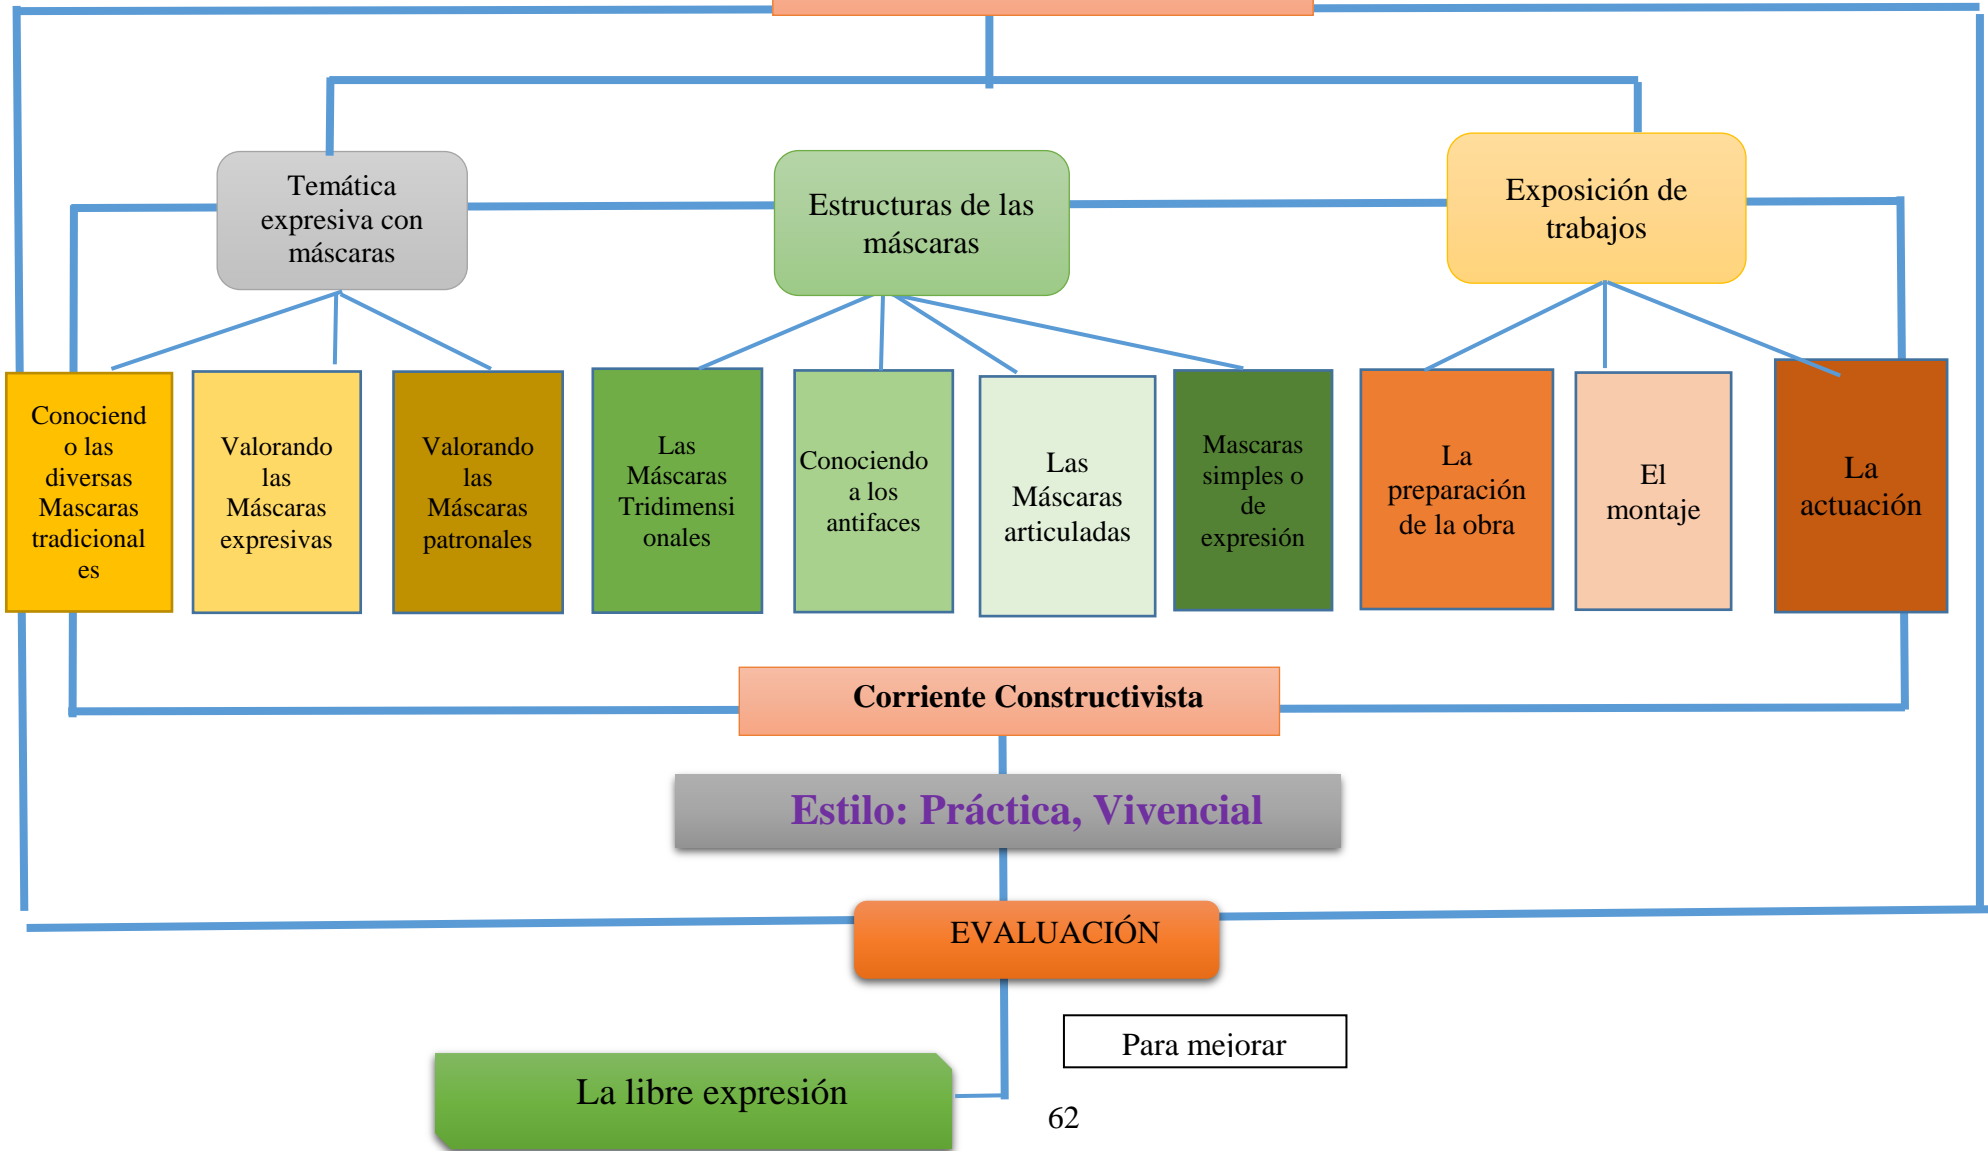 Temática
expresiva con
máscaras
Estructuras de las
máscaras
Exposición de
trabajos
Conociend
o las
diversas
Mascaras
tradicional
es
Valorando
las
Máscaras
expresivas
Valorando
las
Máscaras
patronales
Las
Máscaras
Tridimensi
onales
Conociendo
a los
antifaces
Las
Máscaras
articuladas
Mascaras
simples o
de
expresión
La
preparación
de la obra
El
montaje
La
actuación
Corriente Constructivista
Estilo: Práctica, Vivencial
EVALUACIÓN
Para mejorar
La libre expresión
62